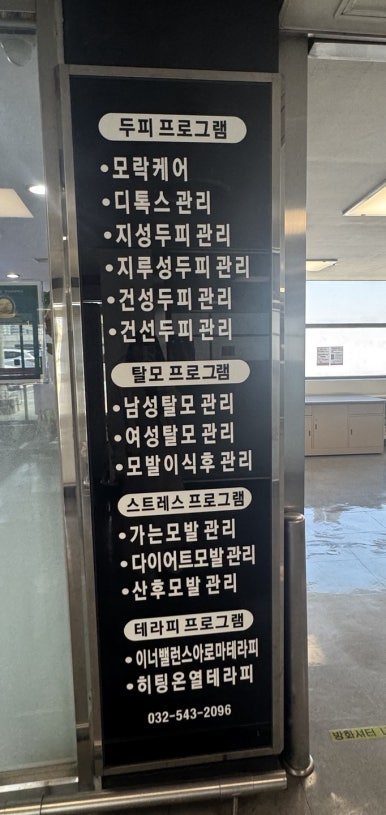 두피 프로그램
•모락케어
•디톡스 관리
•지성두피 관리
•지루성두피 관리
•건성두피 관리
•건선두피 관리
탈모 프로그램
•남성탈모 관리
•여성탈모 관리
•모발이식후 관리
스트레스 프로그램
•가는모발 관리
•다이어트모발 관리
•산후모발 관리
테라피 프로그램
•이너밸런스아로마테라피
•히팅온열테라피
032-543-2096
방화셔터